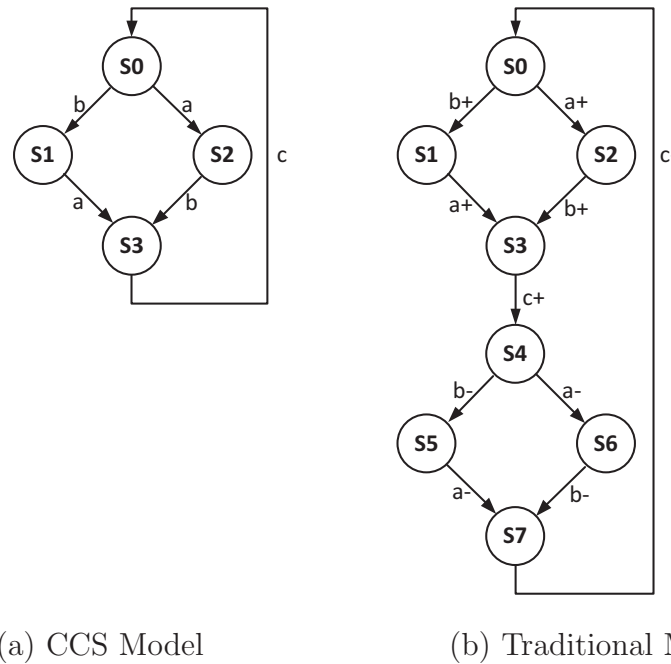 S0
b a
S1 S2
c
a b
S3
S0
b+ a+
S1 S2
c
a+ b+
S3
c+
S4
b- a-
S5 S6
a- b-
S7
(a) CCS Model
(b) Traditional